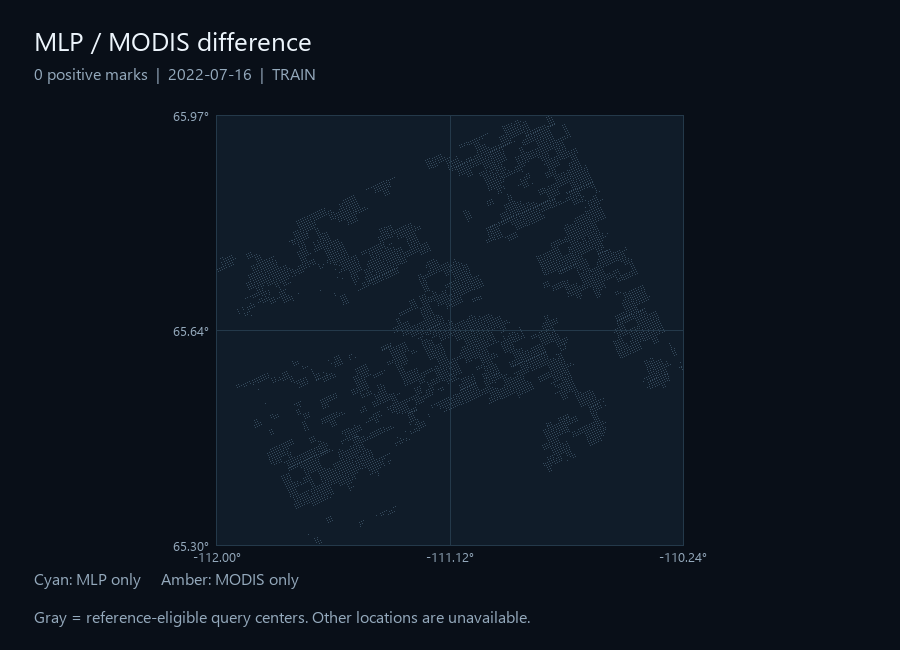 MLP / MODIS difference
0 positive marks | 2022-07-16 | TRAIN
65.97°
65.64°
65.30°
-112.00° -111.12° -110.24°
Cyan: MLP only Amber: MODIS only
Gray = reference-eligible query centers. Other locations are unavailable.